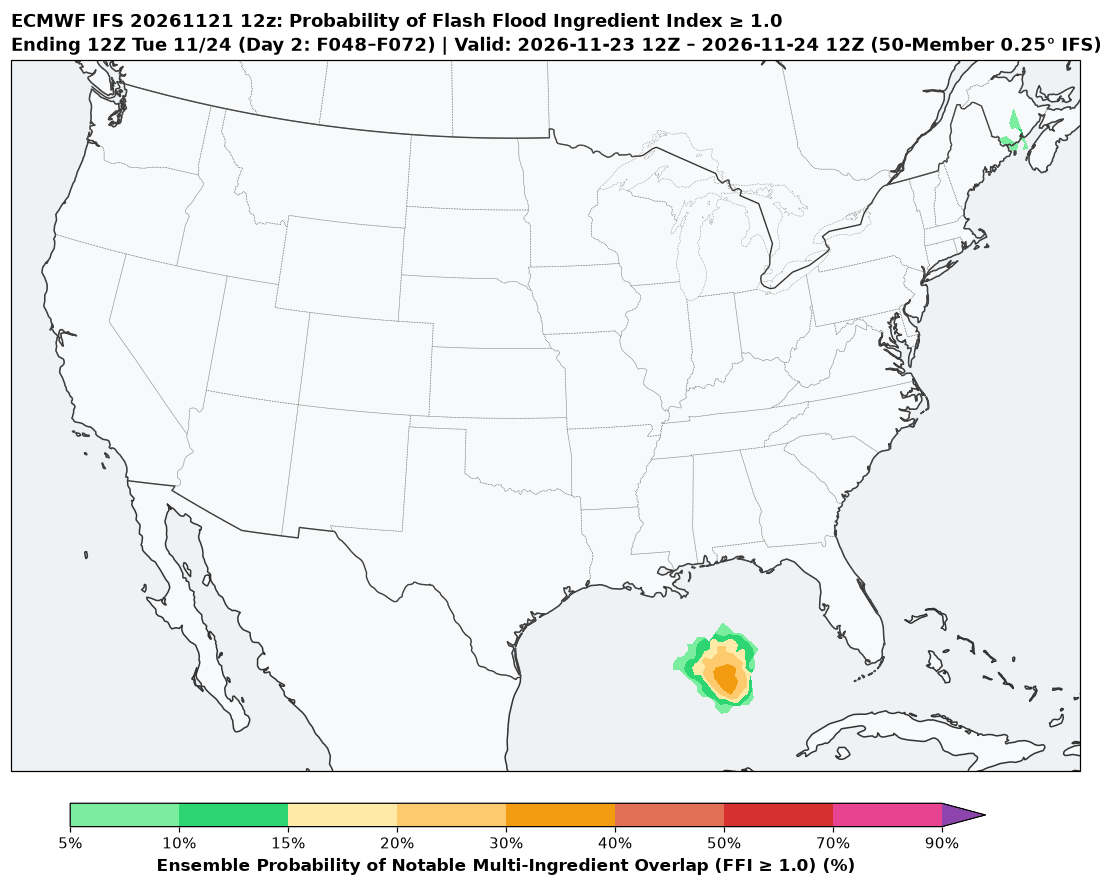 ECMWF IFS 20261121 12z: Probability of Flash Flood Ingredient Index ≥ 1.0
Ending 12Z Tue 11/24 (Day 2: F048–F072) | Valid: 2026-11-23 12Z – 2026-11-24 12Z (50-Member 0.25° IFS)
5% 10% 15% 20% 30% 40% 50% 70% 90%
Ensemble Probability of Notable Multi-Ingredient Overlap (FFI ≥ 1.0) (%)